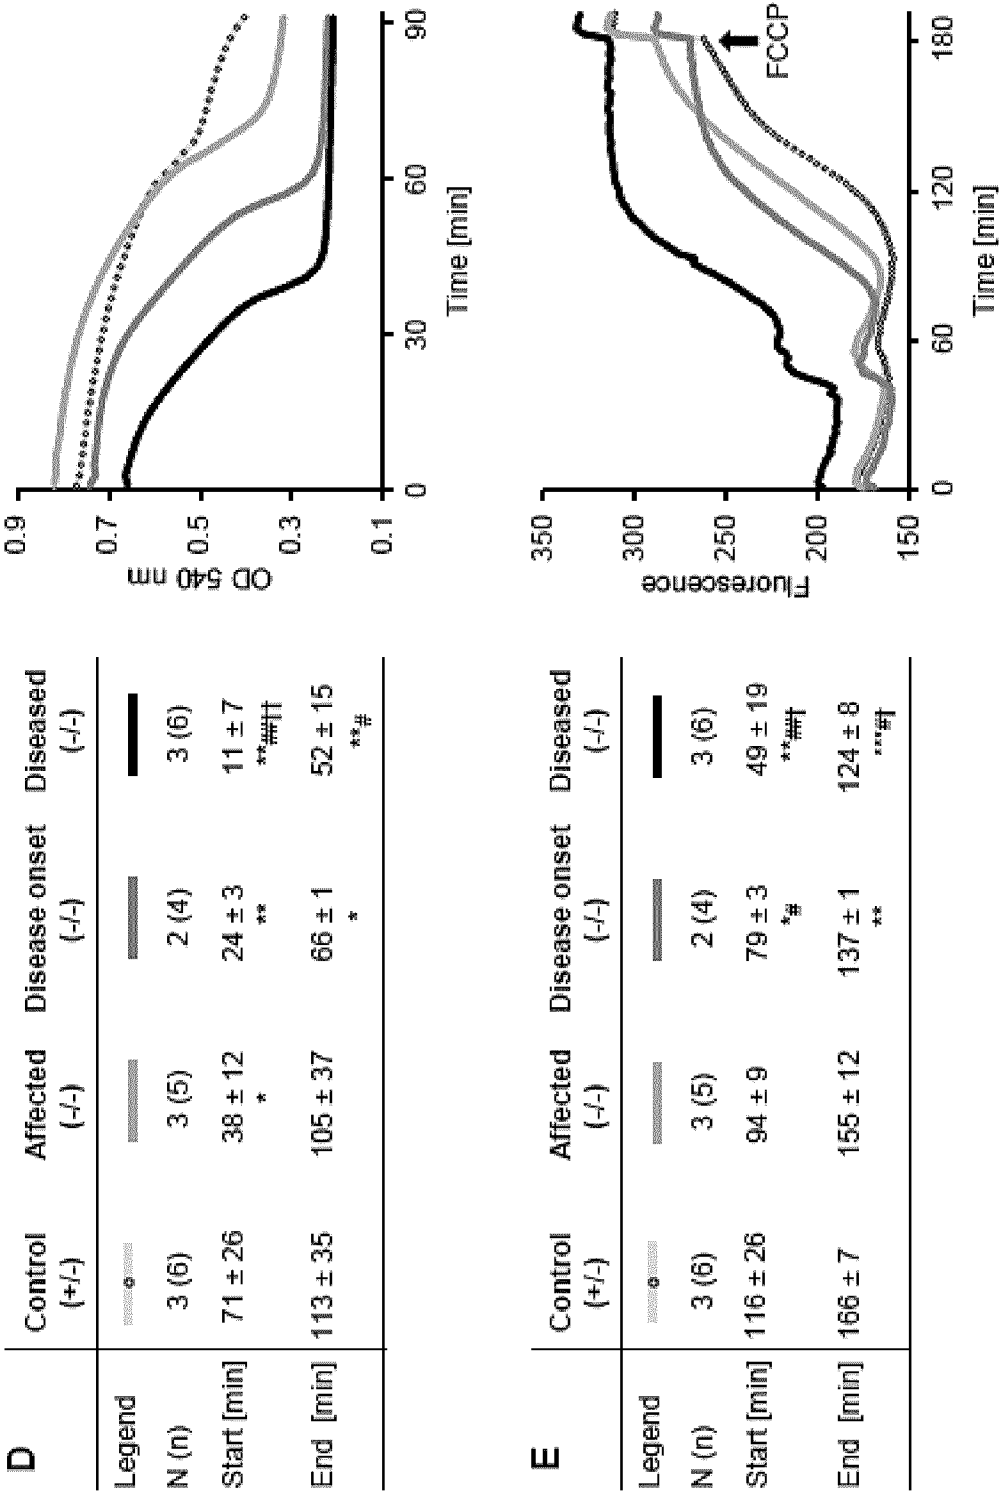 D
Control Affected Disease onset Diseased
(+/-) (-/-) (-/-) (-/-)
Legend
N (n) 3 (6) 3 (5) 2 (4) 3 (6)
Start [min] 71 ± 26 38 ± 12 24 ± 3 11 ± 7
* ** **##††
End [min] 113 ± 35 105 ± 37 66 ± 1 52 ± 15
* **#
0.9
0.7
0.5
0.3
0.1
OD 540 nm
0 30 60 90
Time [min]
E
Control Affected Disease onset Diseased
(+/-) (-/-) (-/-) (-/-)
Legend
N (n) 3 (6) 3 (5) 2 (4) 3 (6)
Start [min] 116 ± 26 94 ± 9 79 ± 3 49 ± 19
*# **##†
End [min] 166 ± 7 155 ± 12 137 ± 1 124 ± 8
** ***#†
350
300
250
200
150
Fluorescence
FCCP
0 60 120 180
Time [min]